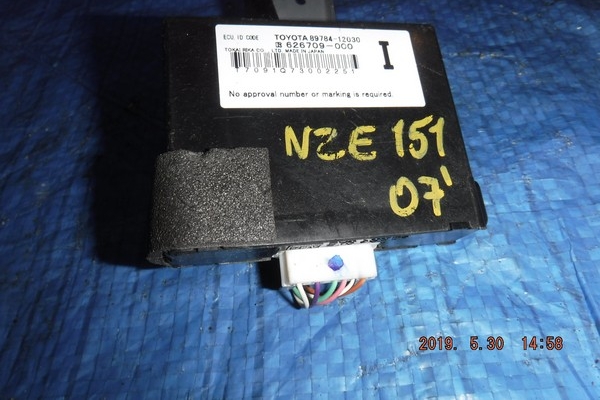 ECU. ID CODE TOYOTA 89784-12030
626709-000
TOKAI RIKA CO., LTD. MADE IN JAPAN
17091Q73002251
I
No approval number or marking is required.
NZE 151
07'
2019. 5.30 14:58